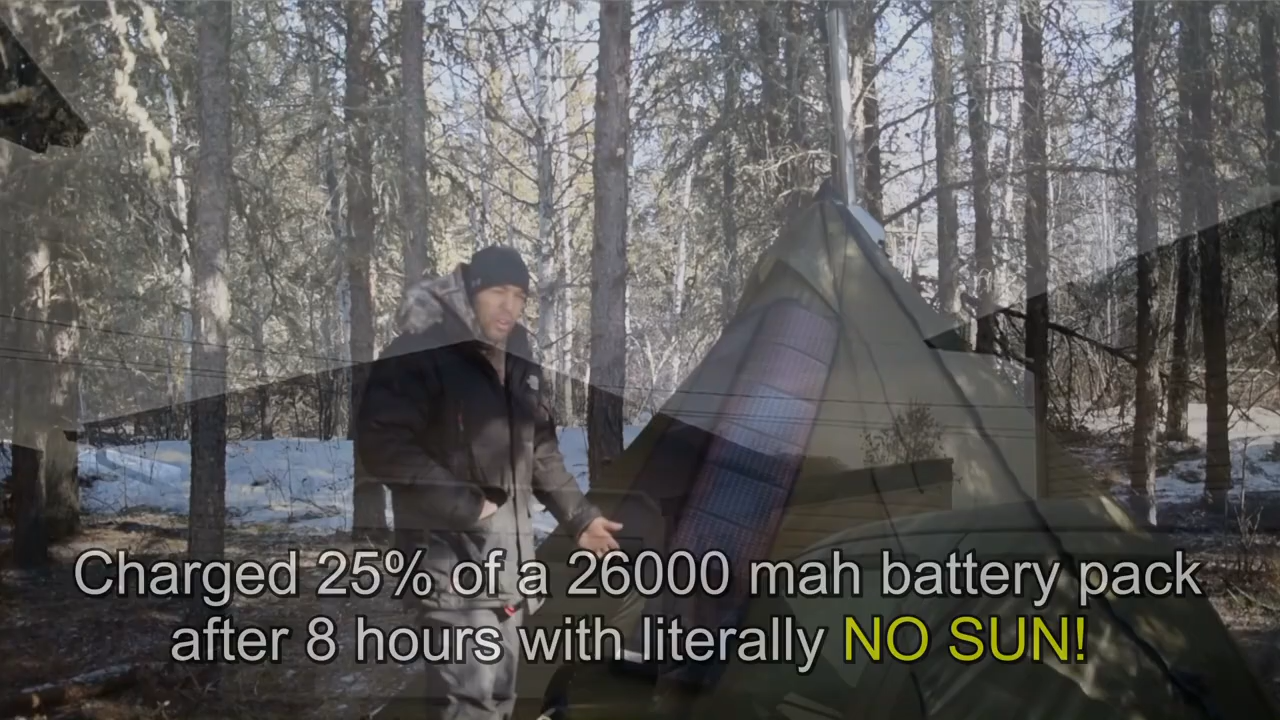 Charged 25% of a 26000 mah battery pack
after 8 hours with literally NO SUN!